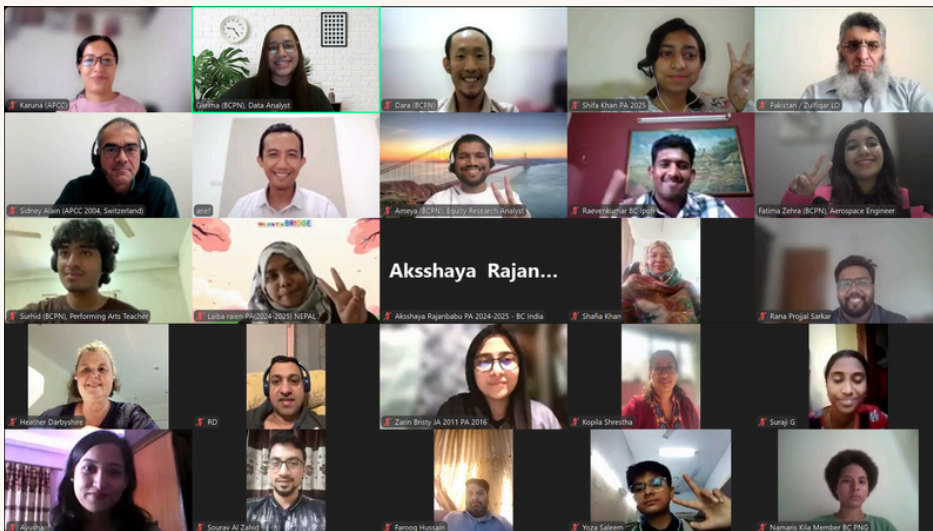 Karuna (APCC)
Garima (BCPN), Data Analyst
Dara (BCPN)
Shifa Khan PA 2025
Pakistan / Zulfiqar LO
Sidney Alain (APCC 2004, Switzerland)
arief
Ameya (BCPN), Equity Research Analyst
Raevenkumar BC Ipoh
Fatima Zehra (BCPN), Aerospace Engineer
Surhid (BCPN), Performing Arts Teacher
BRIDGE
Laiba raien PA(2024-2025) NEPAL
Aksshaya Rajan...
Aksshaya Rajanbabu PA 2024-2025 - BC India
Shafia Khan
Rana Projjal Sarkar
Heather Darbyshire
RD
Zarin Bristy JA 2011 PA 2016
Kopila Shrestha
Suraji G
Ayusha
Sourav Al Zahid
Farooq Hussain
Yoza Saleem
Namaris Kila Member BC PNG